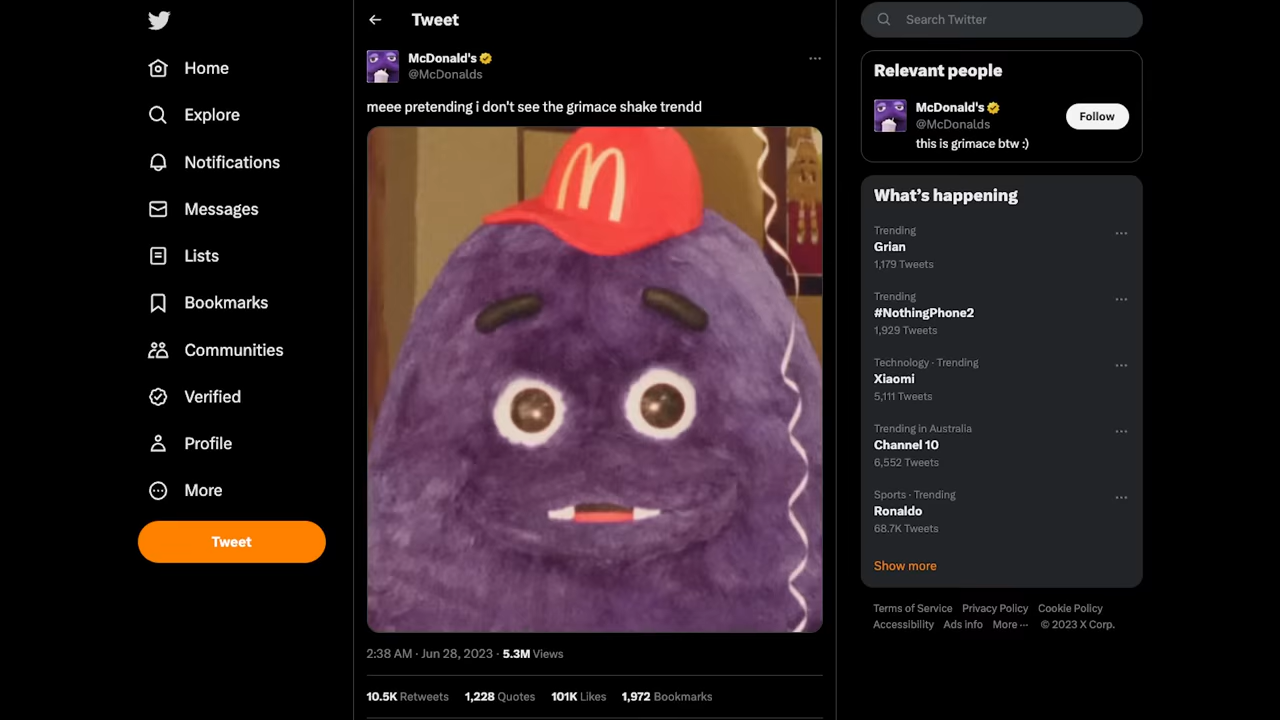 Home
Explore
Notifications
Messages
Lists
Bookmarks
Communities
Verified
Profile
More
Tweet
Tweet
McDonald's
@McDonalds
meee pretending i don't see the grimace shake trendd
2:38 AM · Jun 28, 2023 · 5.3M Views
10.5K Retweets 1,228 Quotes 101K Likes 1,972 Bookmarks
Search Twitter
Relevant people
McDonald's
@McDonalds
Follow
this is grimace btw :)
What's happening
Trending
Grian
1,179 Tweets
Trending
#NothingPhone2
1,929 Tweets
Technology · Trending
Xiaomi
5,111 Tweets
Trending in Australia
Channel 10
6,552 Tweets
Sports · Trending
Ronaldo
68.7K Tweets
Show more
Terms of Service Privacy Policy Cookie Policy
Accessibility Ads info More ··· © 2023 X Corp.